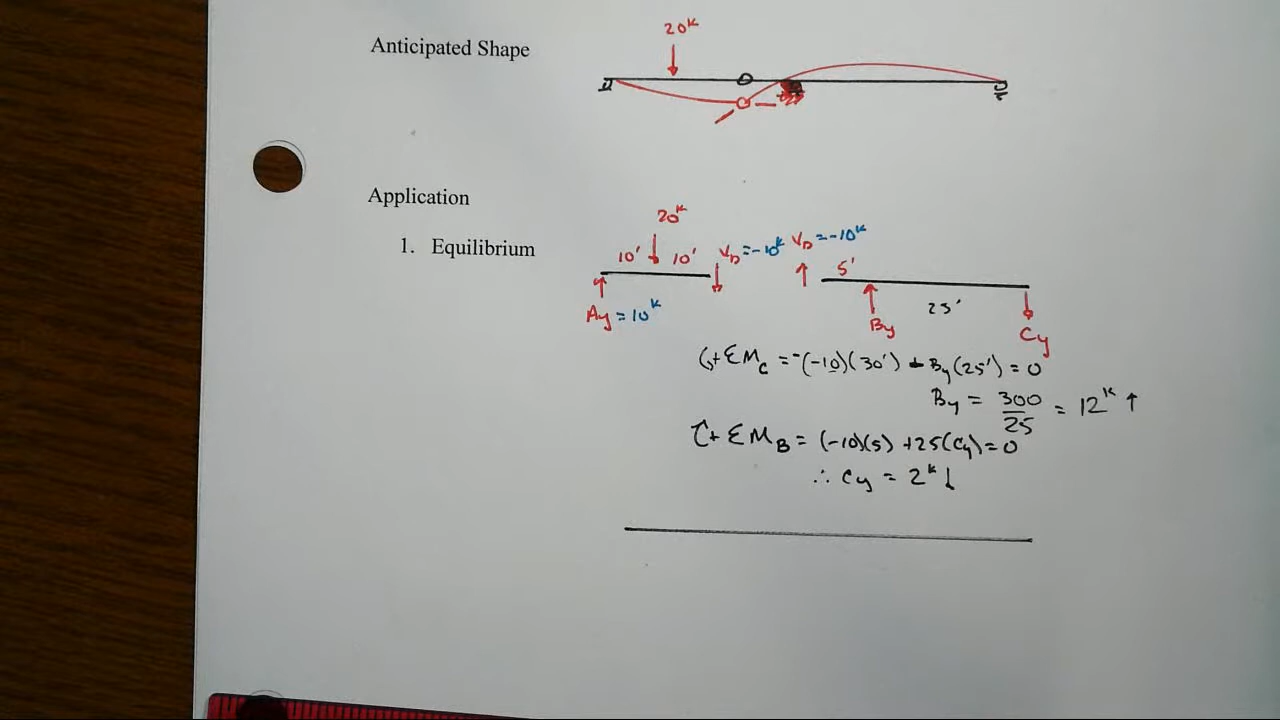 Anticipated Shape
20k
Application
1. Equilibrium
20k
10' 10'
VD = -10k VD = -10k
5'
Ay = 10k
By
25'
Cy
+ΣMC = -(-10)(30') - By(25') = 0
By = 300/25 = 12k ↑
+ΣMB = (-10)(5) + 25(Cy) = 0
∴ Cy = 2k ↓